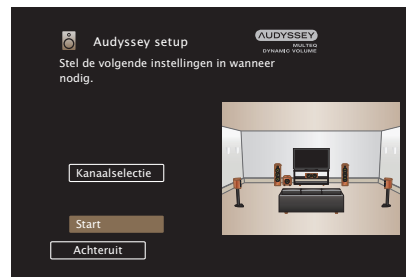 Audyssey setup
AUDYSSEY
MULTEQ
DYNAMIC VOLUME
Stel de volgende instellingen in wanneer
nodig.
Kanaalselectie
Start
Achteruit